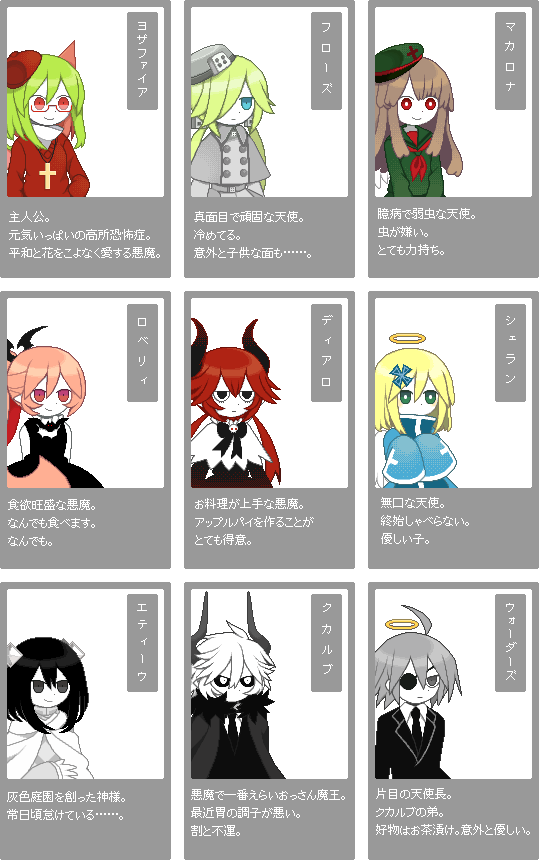 ヨザファイア
主人公。
元気いっぱいの高所恐怖症。
平和と花をこよなく愛する悪魔。
フローズ
真面目で頑固な天使。
冷めてる。
意外と子供な面も……。
マカロナ
臆病で弱虫な天使。
虫が嫌い。
とても力持ち。
ロベリィ
食欲旺盛な悪魔。
なんでも食べます。
なんでも。
ディアロ
お料理が上手な悪魔。
アップルパイを作ることが
とても得意。
シェラン
無口な天使。
終始しゃべらない。
優しい子。
エティーウ
灰色庭園を創った神様。
常日頃怠けている……。
クカルブ
悪魔で一番えらいおっさん魔王。
最近胃の調子が悪い。
割と不運。
ウォーダーズ
片目の天使長。
クカルブの弟。
好物はお茶漬け。意外と優しい。